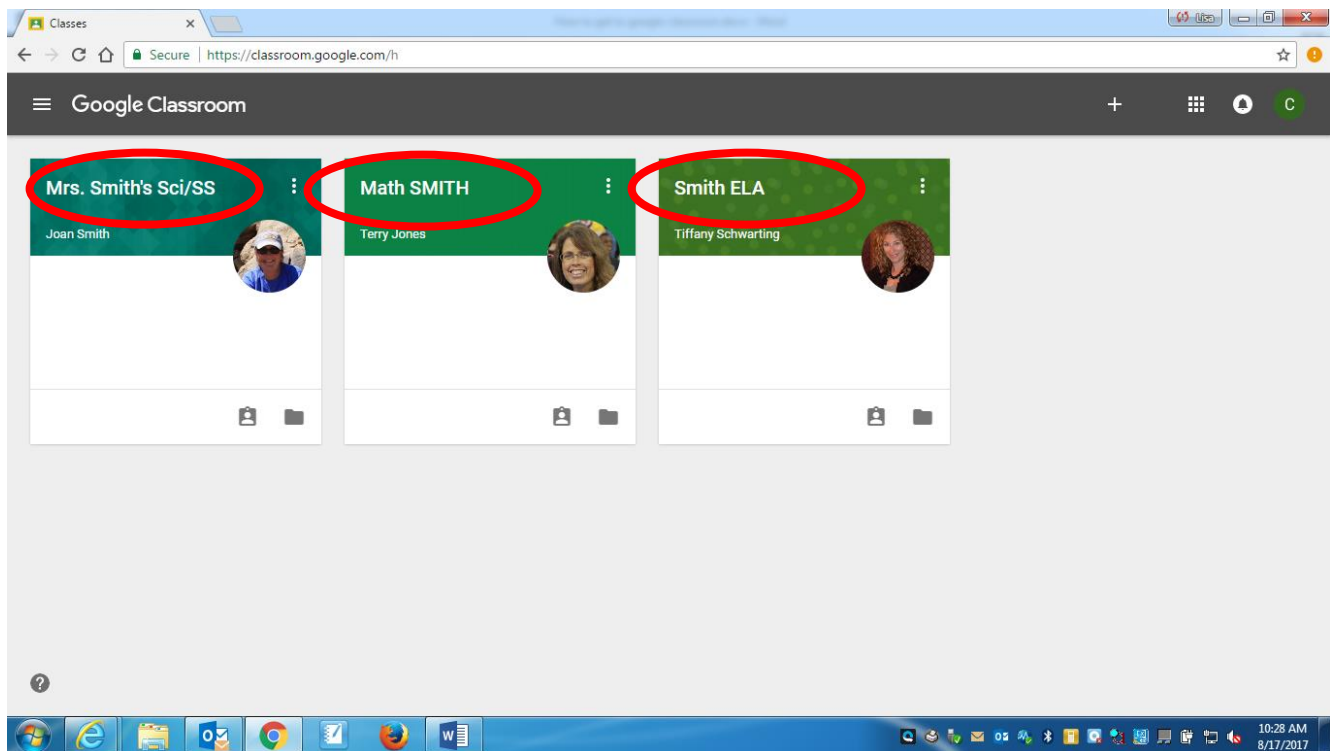 Classes
Lisa
Secure | https://classroom.google.com/h
Google Classroom
C
Mrs. Smith's Sci/SS
Joan Smith
Math SMITH
Terry Jones
Smith ELA
Tiffany Schwarting
10:28 AM
8/17/2017